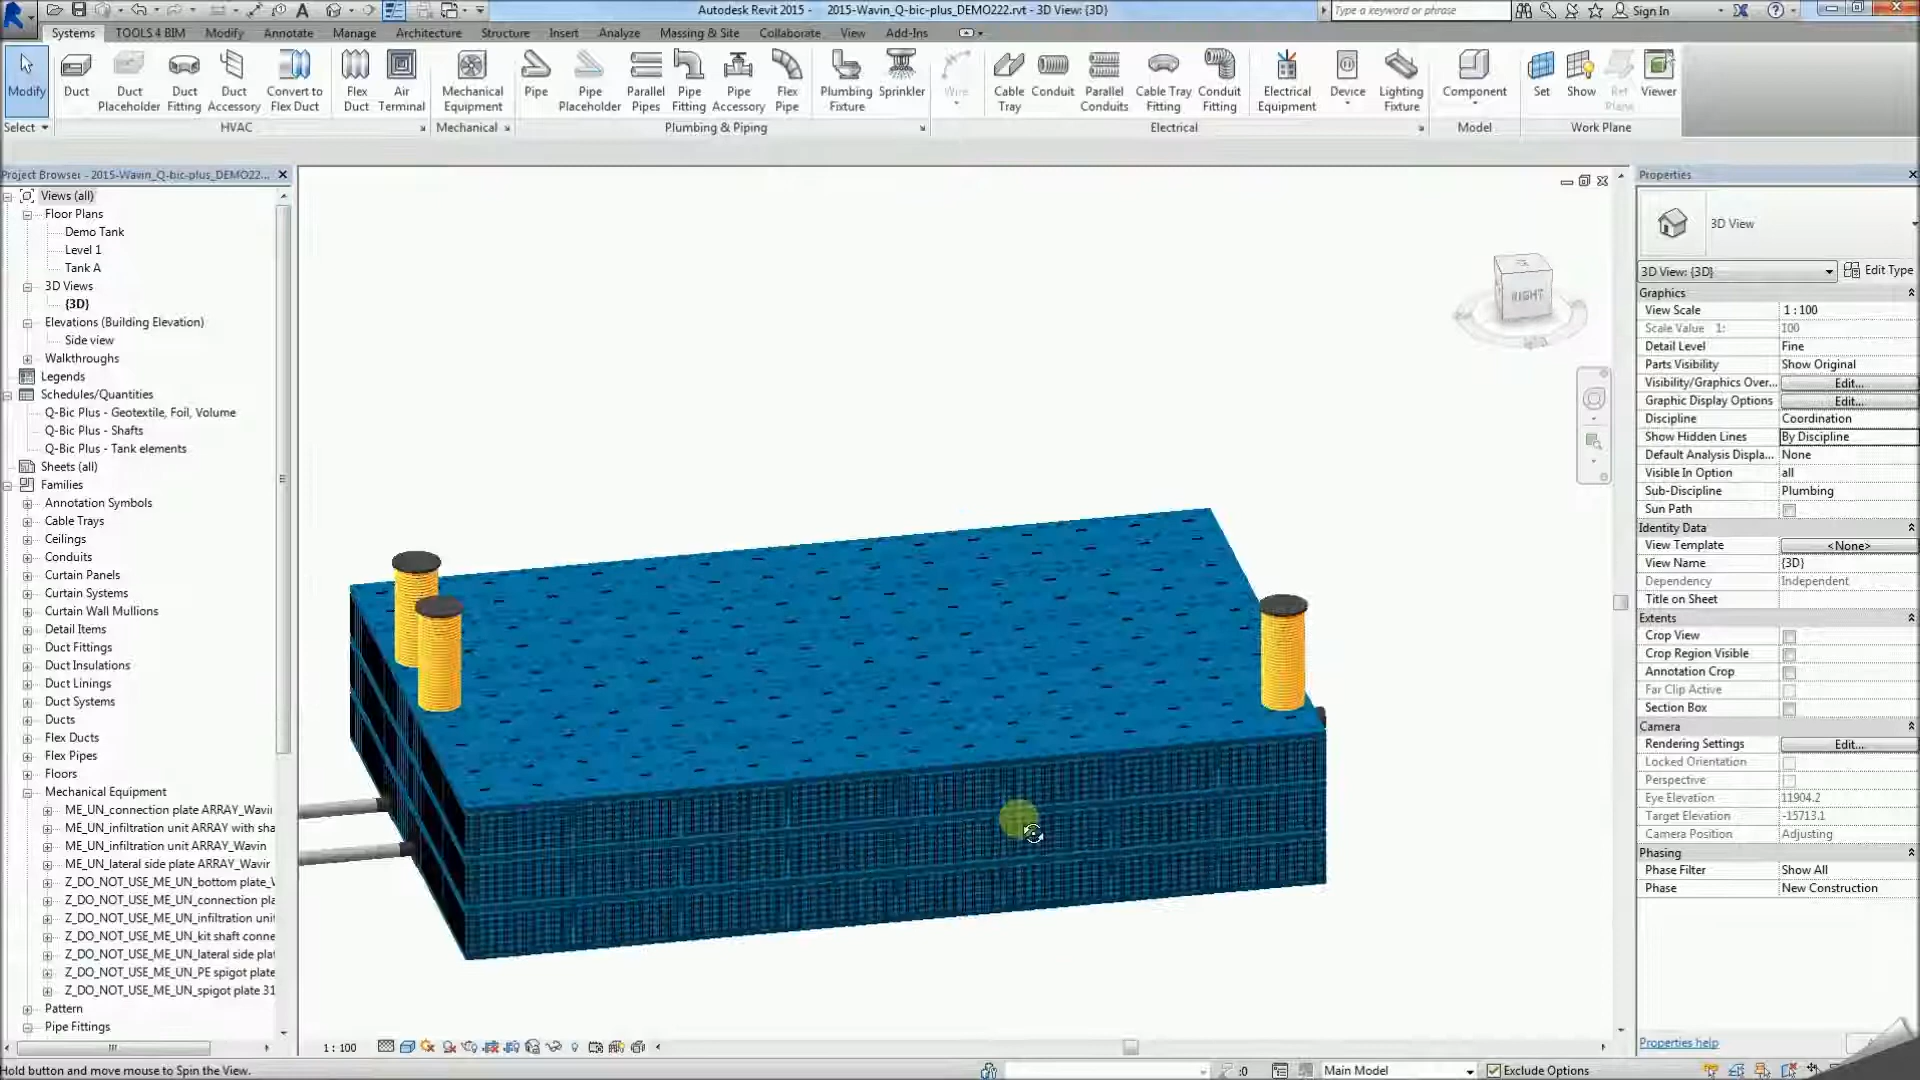 Autodesk Revit 2015 - 2015-Wavin_Q-bic-plus_DEMO222.rvt - 3D View: {3D}
Type a keyword or phrase
Sign In
Systems TOOLS 4 BIM Modify Annotate Manage Architecture Structure Insert Analyze Massing & Site Collaborate View Add-Ins
Modify
Duct
Duct Placeholder
Duct Fitting
Duct Accessory
Convert to Flex Duct
Flex Duct
Air Terminal
Mechanical Equipment
Pipe
Pipe Placeholder
Parallel Pipes
Pipe Fitting
Pipe Accessory
Flex Pipe
Plumbing Fixture
Sprinkler
Wire
Cable Tray
Conduit
Parallel Conduits
Cable Tray Fitting
Conduit Fitting
Electrical Equipment
Device
Lighting Fixture
Component
Set
Show
Ref Plane
Viewer
Select HVAC Mechanical Plumbing & Piping Electrical Model Work Plane
Project Browser - 2015-Wavin_Q-bic-plus_DEMO22...
Views (all)
Floor Plans
Demo Tank
Level 1
Tank A
3D Views
{3D}
Elevations (Building Elevation)
Side view
Walkthroughs
Legends
Schedules/Quantities
Q-Bic Plus - Geotextile, Foil, Volume
Q-Bic Plus - Shafts
Q-Bic Plus - Tank elements
Sheets (all)
Families
Annotation Symbols
Cable Trays
Ceilings
Conduits
Curtain Panels
Curtain Systems
Curtain Wall Mullions
Detail Items
Duct Fittings
Duct Insulations
Duct Linings
Duct Systems
Ducts
Flex Ducts
Flex Pipes
Floors
Mechanical Equipment
ME_UN_connection plate ARRAY_Wavin
ME_UN_infiltration unit ARRAY with sha
ME_UN_infiltration unit ARRAY_Wavin
ME_UN_lateral side plate ARRAY_Wavir
Z_DO_NOT_USE_ME_UN_bottom plate_V
Z_DO_NOT_USE_ME_UN_connection pla
Z_DO_NOT_USE_ME_UN_infiltration unit
Z_DO_NOT_USE_ME_UN_kit shaft conne
Z_DO_NOT_USE_ME_UN_lateral side plat
Z_DO_NOT_USE_ME_UN_PE spigot plate
Z_DO_NOT_USE_ME_UN_spigot plate 31
Pattern
Pipe Fittings
RIGHT
Properties
3D View
3D View: {3D} Edit Type
Graphics
View Scale 1 : 100
Scale Value 1: 100
Detail Level Fine
Parts Visibility Show Original
Visibility/Graphics Over... Edit...
Graphic Display Options Edit...
Discipline Coordination
Show Hidden Lines By Discipline
Default Analysis Displa... None
Visible In Option all
Sub-Discipline Plumbing
Sun Path
Identity Data
View Template <None>
View Name {3D}
Dependency Independent
Title on Sheet
Extents
Crop View
Crop Region Visible
Annotation Crop
Far Clip Active
Section Box
Camera
Rendering Settings Edit...
Locked Orientation
Perspective
Eye Elevation 11904.2
Target Elevation -15713.1
Camera Position Adjusting
Phasing
Phase Filter Show All
Phase New Construction
Properties help
1 : 100
Hold button and move mouse to Spin the View.
:0
Main Model
Exclude Options